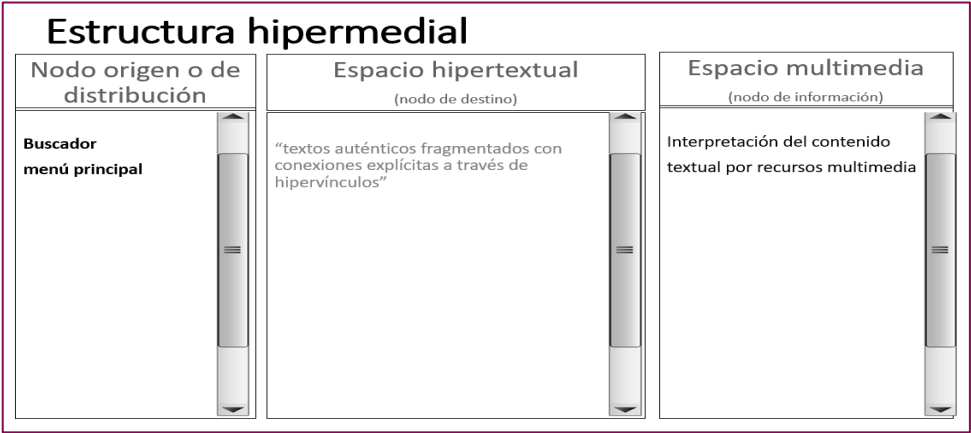 Estructura hipermedial
Nodo origen o de
distribución
Buscador
menú principal
Espacio hipertextual
(nodo de destino)
“textos auténticos fragmentados con
conexiones explícitas a través de
hipervínculos”
Espacio multimedia
(nodo de información)
Interpretación del contenido
textual por recursos multimedia